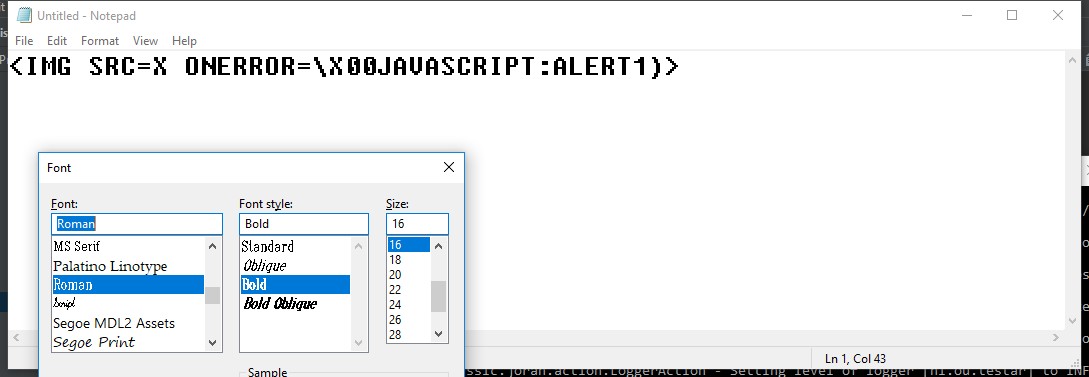 Untitled - Notepad
File Edit Format View Help
<IMG SRC=X ONERROR=\X00JAVASCRIPT:ALERT1)>
Font
Font: Font style: Size:
Roman Bold 16
MS Serif Standard 16
Palatino Linotype Oblique 18
Roman Bold 20
Script Bold Oblique 22
Segoe MDL2 Assets 24
Segoe Print 26
28
Sample
Ln 1, Col 43
ssic.joran.action.LoggerAction - Setting level of logger [nl.ou.testar] to INF